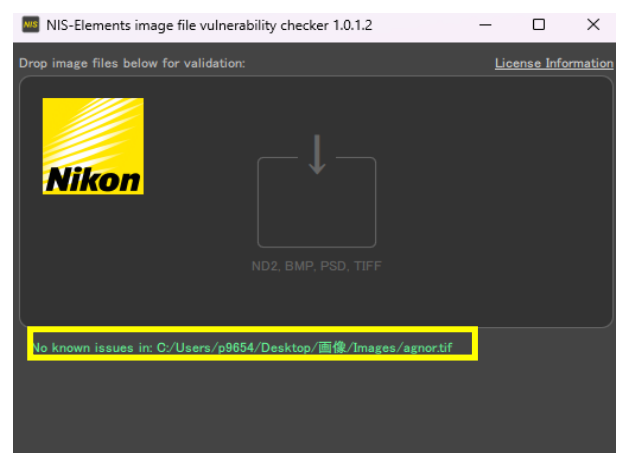 NIS-Elements image file vulnerability checker 1.0.1.2
Drop image files below for validation:
License Information
Nikon
ND2, BMP, PSD, TIFF
No known issues in: C:/Users/p9654/Desktop/画像/Images/agnor.tif